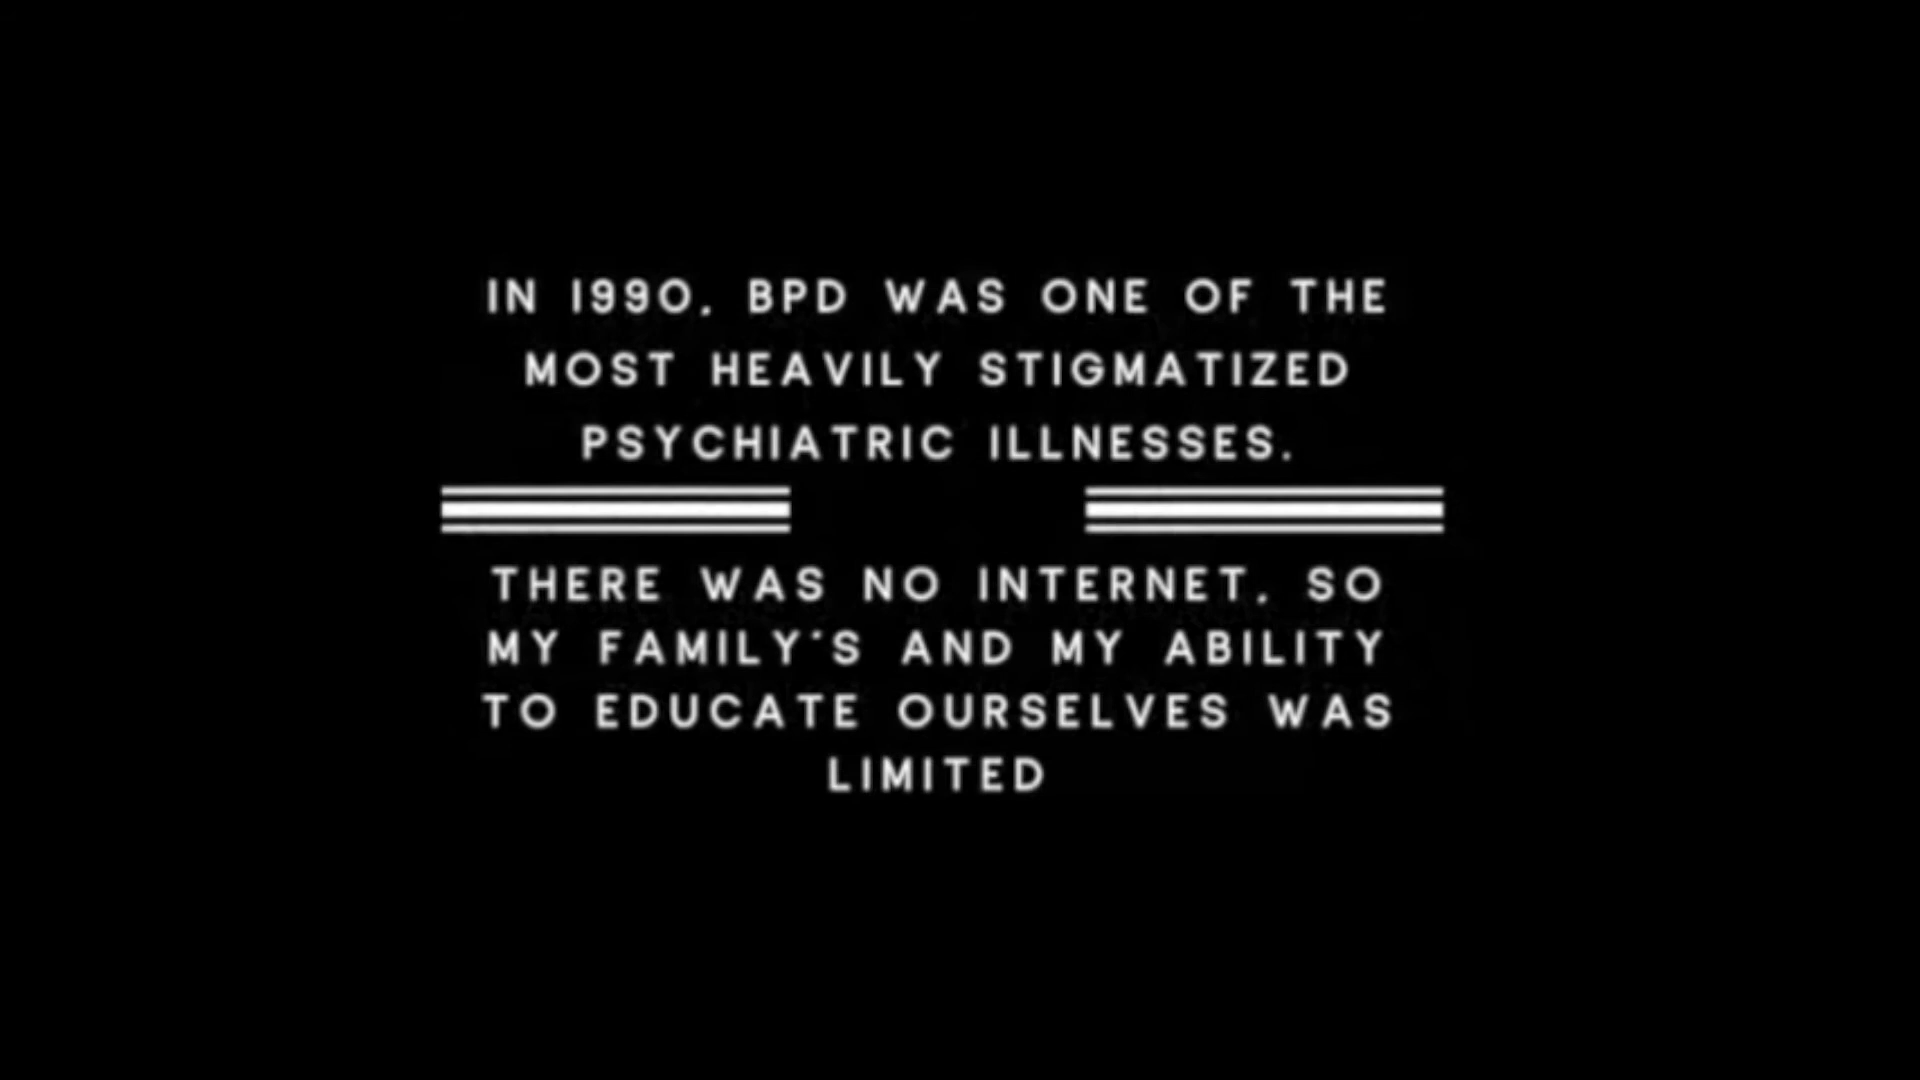 IN 1990, BPD WAS ONE OF THE
MOST HEAVILY STIGMATIZED
PSYCHIATRIC ILLNESSES.
THERE WAS NO INTERNET, SO
MY FAMILY'S AND MY ABILITY
TO EDUCATE OURSELVES WAS
LIMITED